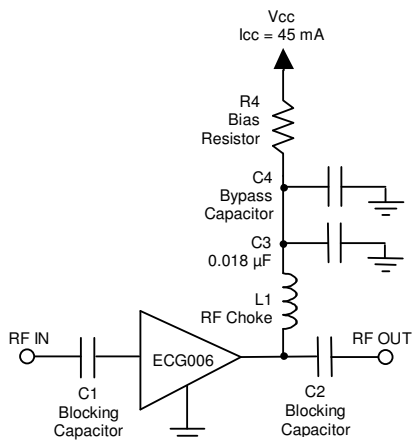 Vcc
Icc = 45 mA
R4
Bias
Resistor
C4
Bypass
Capacitor
C3
0.018 µF
L1
RF Choke
RF IN
ECG006
RF OUT
C1
Blocking
Capacitor
C2
Blocking
Capacitor